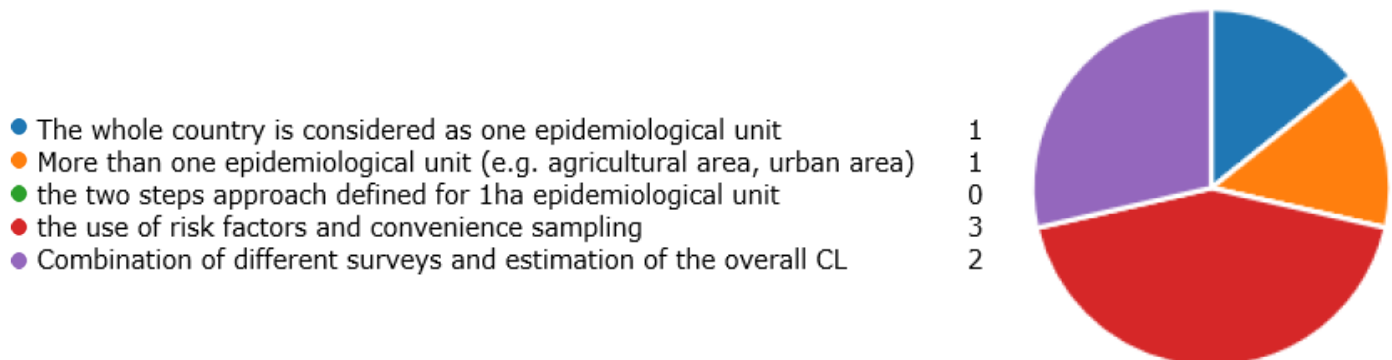 The whole country is considered as one epidemiological unit 1
More than one epidemiological unit (e.g. agricultural area, urban area) 1
the two steps approach defined for 1ha epidemiological unit 0
the use of risk factors and convenience sampling 3
Combination of different surveys and estimation of the overall CL 2